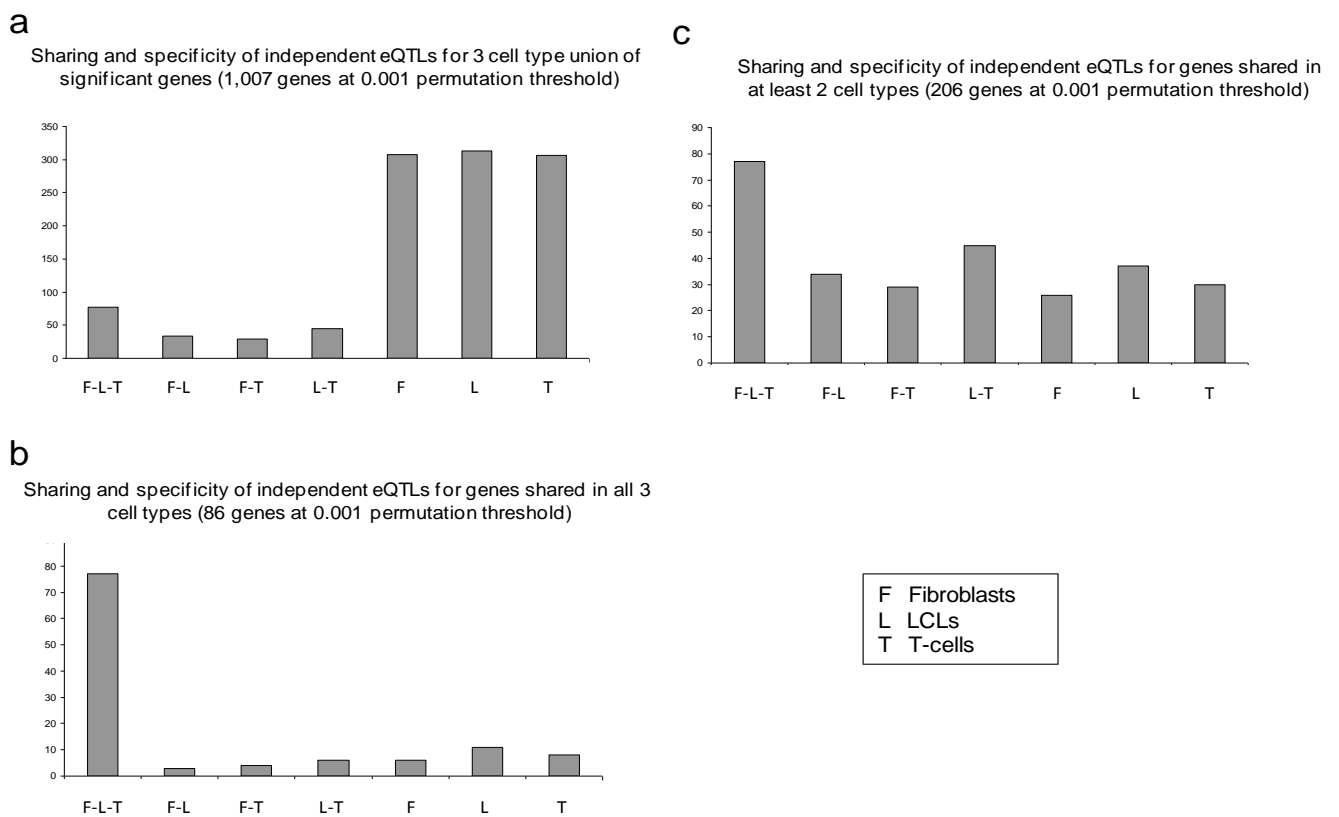 a
Sharing and specificity of independent eQTLs for 3 cell type union of
significant genes (1,007 genes at 0.001 permutation threshold)
350
300
250
200
150
100
50
0
F-L-T F-L F-T L-T F L T
b
Sharing and specificity of independent eQTLs for genes shared in all 3
cell types (86 genes at 0.001 permutation threshold)
80
70
60
50
40
30
20
10
0
F-L-T F-L F-T L-T F L T
c
Sharing and specificity of independent eQTLs for genes shared in
at least 2 cell types (206 genes at 0.001 permutation threshold)
90
80
70
60
50
40
30
20
10
0
F-L-T F-L F-T L-T F L T
F Fibroblasts
L LCLs
T T-cells